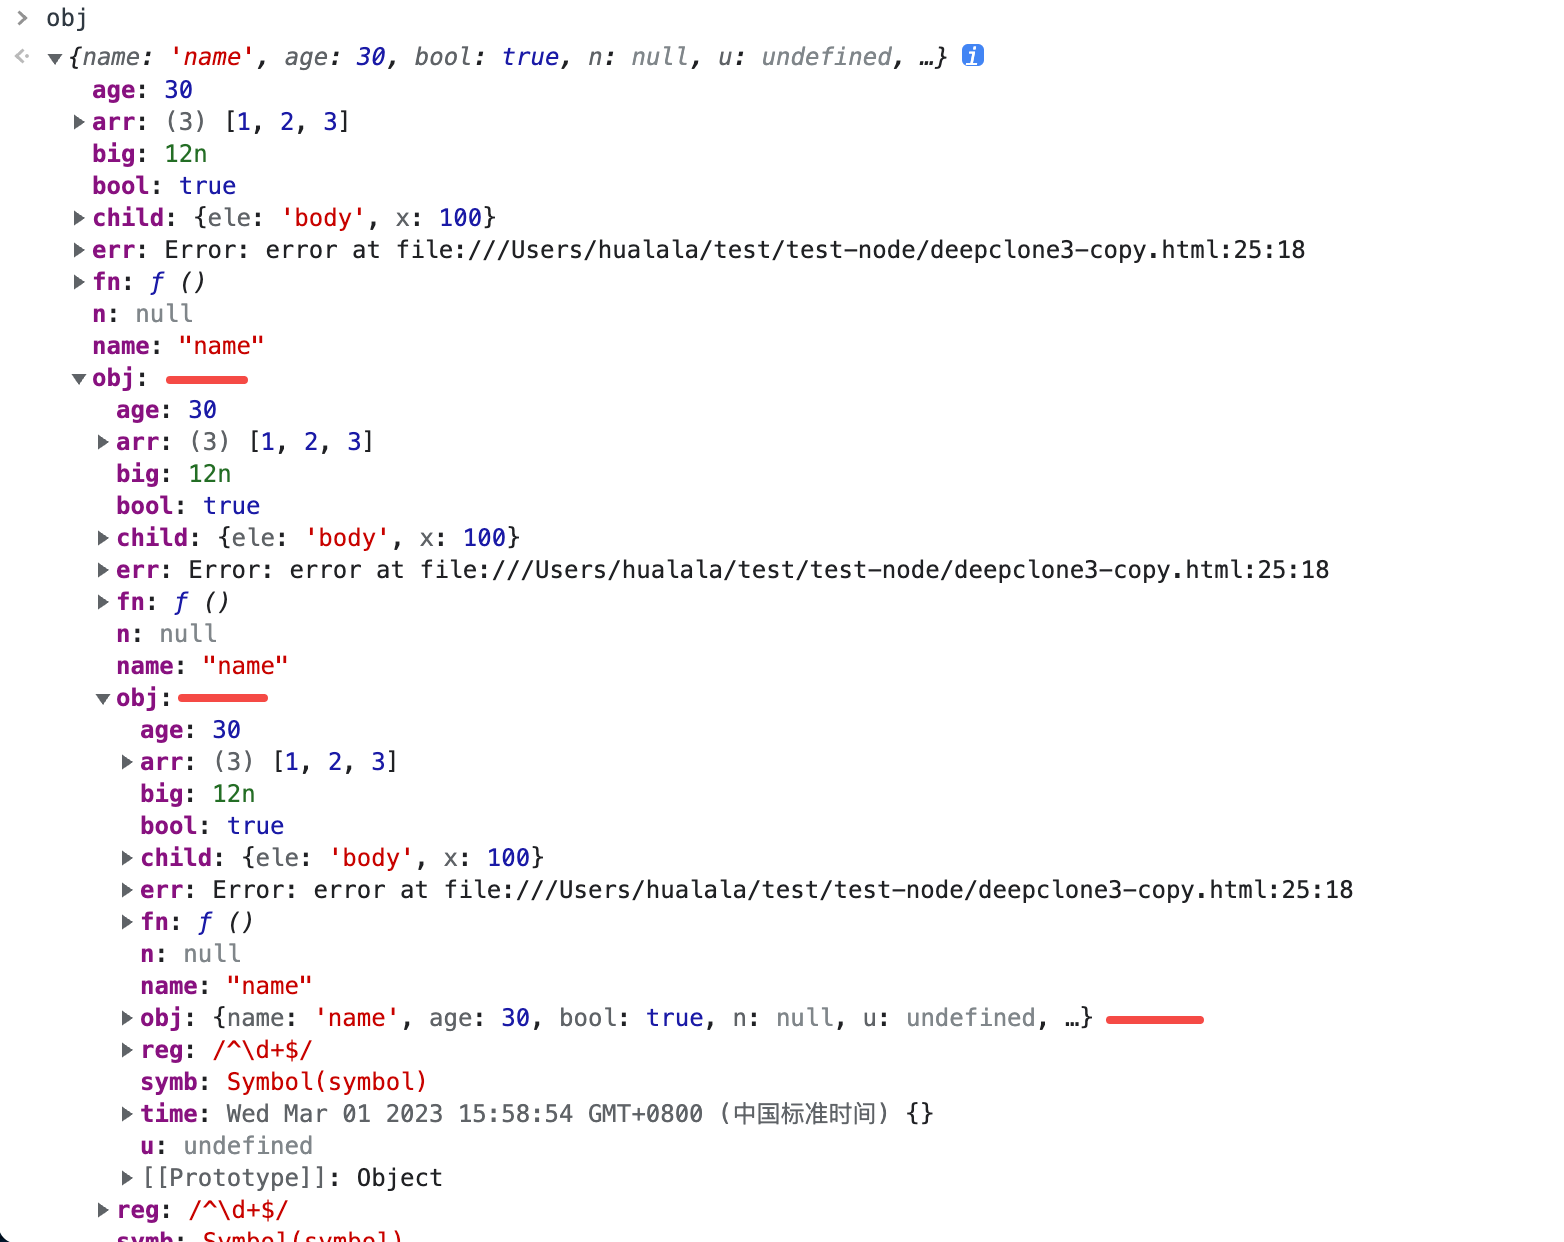 > obj
{name: 'name', age: 30, bool: true, n: null, u: undefined, …} i
age: 30
arr: (3) [1, 2, 3]
big: 12n
bool: true
child: {ele: 'body', x: 100}
err: Error: error at file:///Users/hualala/test/test-node/deepclone3-copy.html:25:18
fn: ƒ ()
n: null
name: "name"
obj:
age: 30
arr: (3) [1, 2, 3]
big: 12n
bool: true
child: {ele: 'body', x: 100}
err: Error: error at file:///Users/hualala/test/test-node/deepclone3-copy.html:25:18
fn: ƒ ()
n: null
name: "name"
obj:
age: 30
arr: (3) [1, 2, 3]
big: 12n
bool: true
child: {ele: 'body', x: 100}
err: Error: error at file:///Users/hualala/test/test-node/deepclone3-copy.html:25:18
fn: ƒ ()
n: null
name: "name"
obj: {name: 'name', age: 30, bool: true, n: null, u: undefined, …}
reg: /^\d+$/
symb: Symbol(symbol)
time: Wed Mar 01 2023 15:58:54 GMT+0800 (中国标准时间) {}
u: undefined
[[Prototype]]: Object
reg: /^\d+$/
symb: Symbol(symbol)